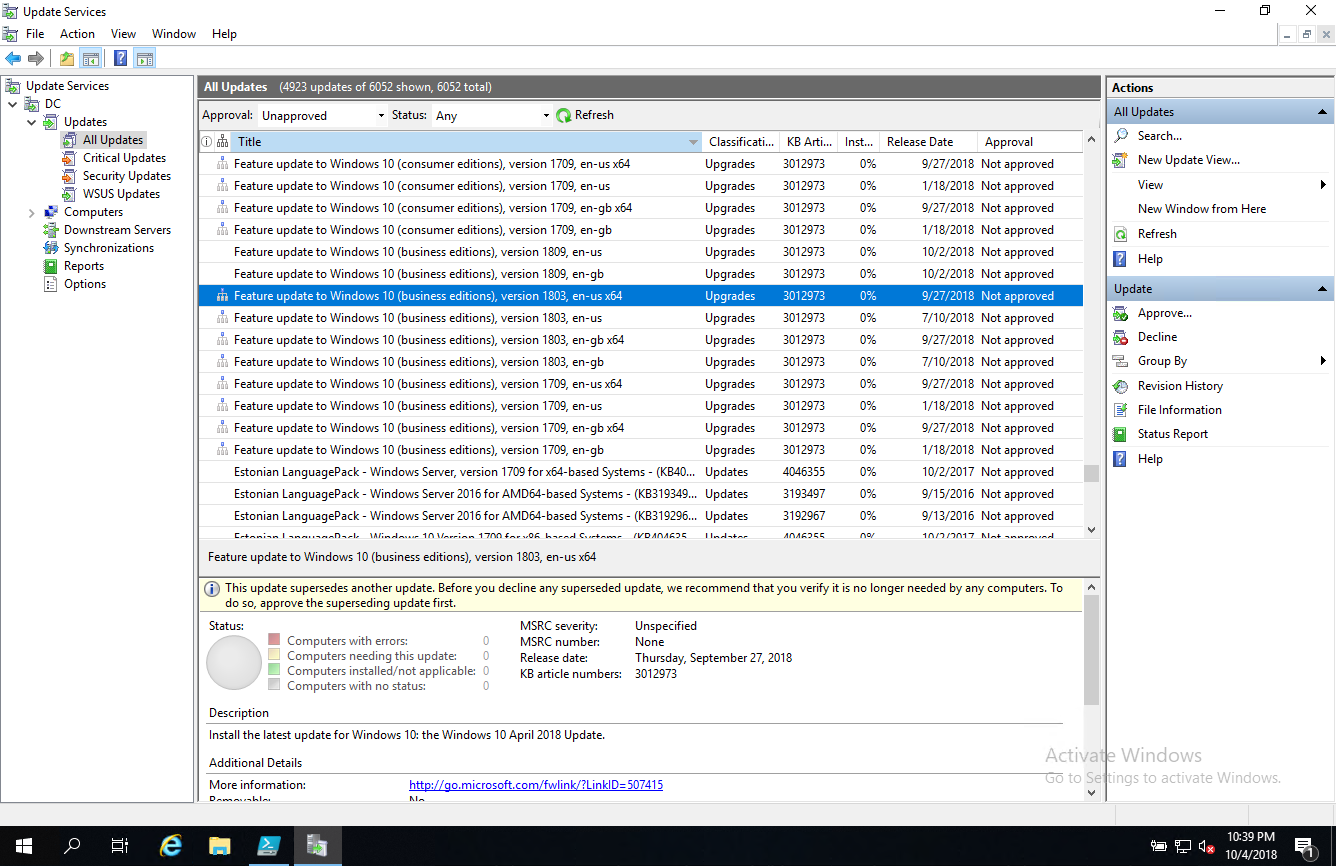 Update Services
File Action View Window Help
Update Services
DC
Updates
All Updates
Critical Updates
Security Updates
WSUS Updates
Computers
Downstream Servers
Synchronizations
Reports
Options
All Updates (4923 updates of 6052 shown, 6052 total)
Approval: Unapproved Status: Any Refresh
Title Classificati... KB Arti... Inst... Release Date Approval
Feature update to Windows 10 (consumer editions), version 1709, en-us x64 Upgrades 3012973 0% 9/27/2018 Not approved
Feature update to Windows 10 (consumer editions), version 1709, en-us Upgrades 3012973 0% 1/18/2018 Not approved
Feature update to Windows 10 (consumer editions), version 1709, en-gb x64 Upgrades 3012973 0% 9/27/2018 Not approved
Feature update to Windows 10 (consumer editions), version 1709, en-gb Upgrades 3012973 0% 1/18/2018 Not approved
Feature update to Windows 10 (business editions), version 1809, en-us Upgrades 3012973 0% 10/2/2018 Not approved
Feature update to Windows 10 (business editions), version 1809, en-gb Upgrades 3012973 0% 10/2/2018 Not approved
Feature update to Windows 10 (business editions), version 1803, en-us x64 Upgrades 3012973 0% 9/27/2018 Not approved
Feature update to Windows 10 (business editions), version 1803, en-us Upgrades 3012973 0% 7/10/2018 Not approved
Feature update to Windows 10 (business editions), version 1803, en-gb x64 Upgrades 3012973 0% 9/27/2018 Not approved
Feature update to Windows 10 (business editions), version 1803, en-gb Upgrades 3012973 0% 7/10/2018 Not approved
Feature update to Windows 10 (business editions), version 1709, en-us x64 Upgrades 3012973 0% 9/27/2018 Not approved
Feature update to Windows 10 (business editions), version 1709, en-us Upgrades 3012973 0% 1/18/2018 Not approved
Feature update to Windows 10 (business editions), version 1709, en-gb x64 Upgrades 3012973 0% 9/27/2018 Not approved
Feature update to Windows 10 (business editions), version 1709, en-gb Upgrades 3012973 0% 1/18/2018 Not approved
Estonian LanguagePack - Windows Server, version 1709 for x64-based Systems - (KB40... Updates 4046355 0% 10/2/2017 Not approved
Estonian LanguagePack - Windows Server 2016 for AMD64-based Systems - (KB319349... Updates 3193497 0% 9/15/2016 Not approved
Estonian LanguagePack - Windows Server 2016 for AMD64-based Systems - (KB319296... Updates 3192967 0% 9/13/2016 Not approved
Estonian LanguagePack - Windows 10 Version 1709 for x86-based Systems - (KB404635... Updates 4046355 0% 10/2/2017 Not approved
Feature update to Windows 10 (business editions), version 1803, en-us x64
This update supersedes another update. Before you decline any superseded update, we recommend that you verify it is no longer needed by any computers. To
do so, approve the superseding update first.
Status:
Computers with errors: 0
Computers needing this update: 0
Computers installed/not applicable: 0
Computers with no status: 0
MSRC severity: Unspecified
MSRC number: None
Release date: Thursday, September 27, 2018
KB article numbers: 3012973
Description
Install the latest update for Windows 10: the Windows 10 April 2018 Update.
Additional Details
More information: http://go.microsoft.com/fwlink/?LinkID=507415
Removable: No
Actions
All Updates
Search...
New Update View...
View
New Window from Here
Refresh
Help
Update
Approve...
Decline
Group By
Revision History
File Information
Status Report
Help
Activate Windows
Go to Settings to activate Windows.
10:39 PM
10/4/2018
1